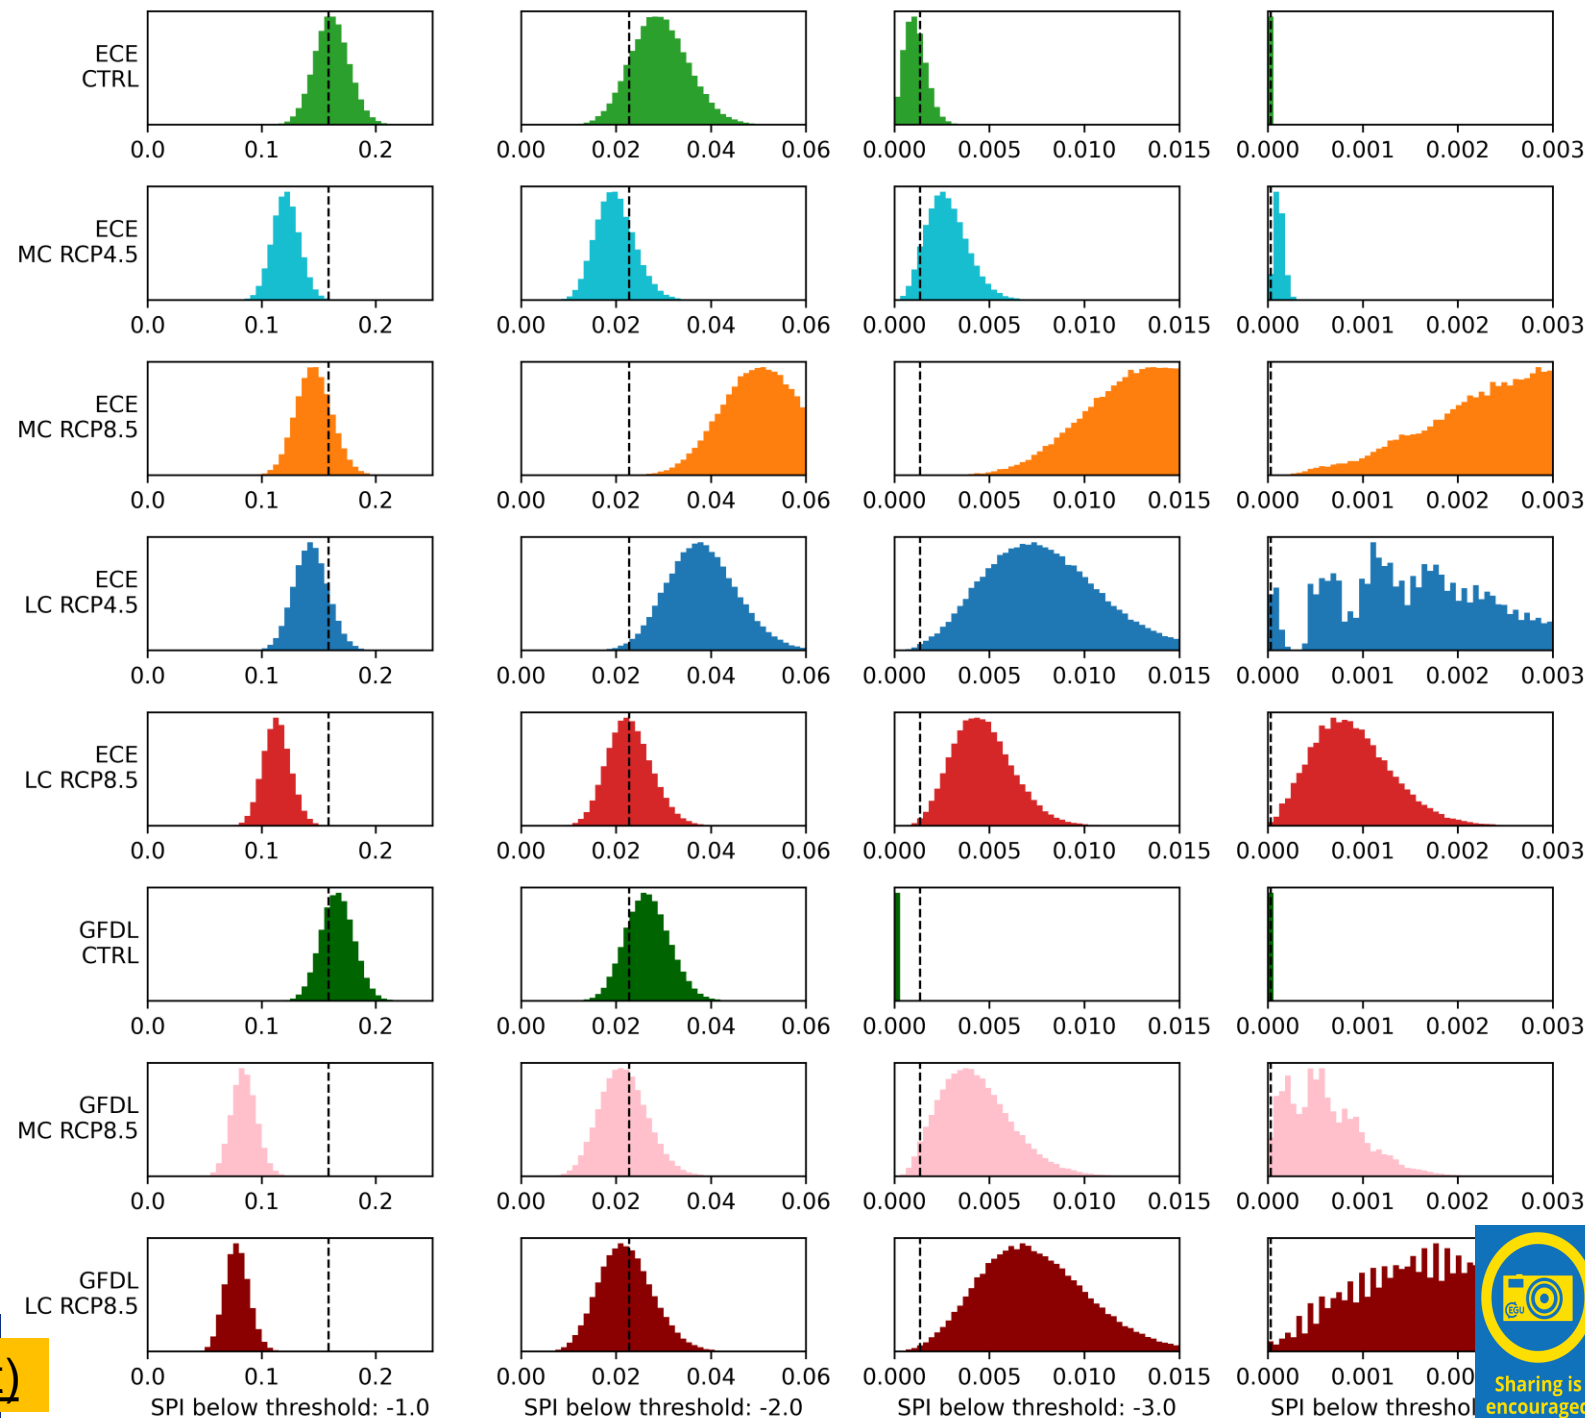 ECE
CTRL
0.0 0.1 0.2
0.00 0.02 0.04 0.06
0.000 0.005 0.010 0.015
0.000 0.001 0.002 0.003
ECE
MC RCP4.5
0.0 0.1 0.2
0.00 0.02 0.04 0.06
0.000 0.005 0.010 0.015
0.000 0.001 0.002 0.003
ECE
MC RCP8.5
0.0 0.1 0.2
0.00 0.02 0.04 0.06
0.000 0.005 0.010 0.015
0.000 0.001 0.002 0.003
ECE
LC RCP4.5
0.0 0.1 0.2
0.00 0.02 0.04 0.06
0.000 0.005 0.010 0.015
0.000 0.001 0.002 0.003
ECE
LC RCP8.5
0.0 0.1 0.2
0.00 0.02 0.04 0.06
0.000 0.005 0.010 0.015
0.000 0.001 0.002 0.003
GFDL
CTRL
0.0 0.1 0.2
0.00 0.02 0.04 0.06
0.000 0.005 0.010 0.015
0.000 0.001 0.002 0.003
GFDL
MC RCP8.5
0.0 0.1 0.2
0.00 0.02 0.04 0.06
0.000 0.005 0.010 0.015
0.000 0.001 0.002 0.003
GFDL
LC RCP8.5
0.0 0.1 0.2
0.00 0.02 0.04 0.06
0.000 0.005 0.010 0.015
0.000 0.001 0.00
SPI below threshold: -1.0
SPI below threshold: -2.0
SPI below threshold: -3.0
SPI below
EGU
Sharing is
encouraged